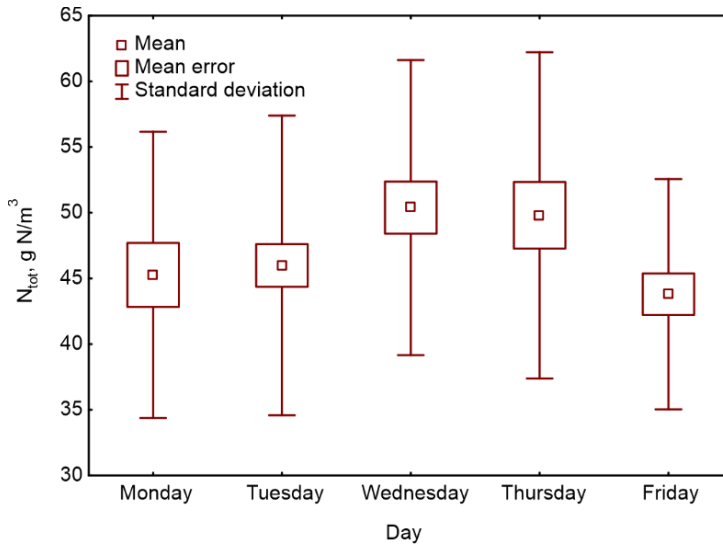 65
60
55
50
45
40
35
30
N_tot, g N/m³
Mean
Mean error
Standard deviation
Monday Tuesday Wednesday Thursday Friday
Day